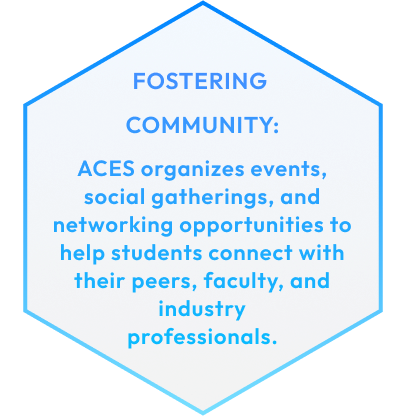 FOSTERING
COMMUNITY:
ACES organizes events,
social gatherings, and
networking opportunities to
help students connect with
their peers, faculty, and
industry
professionals.